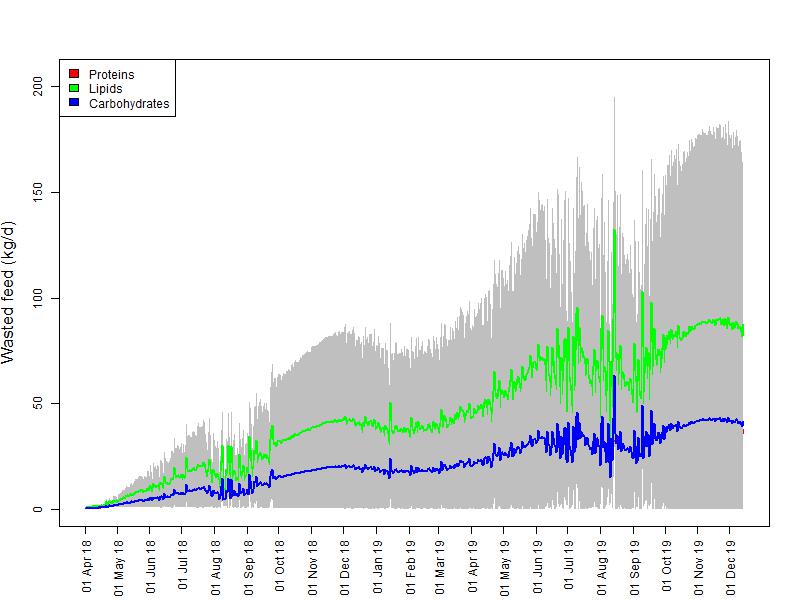 Proteins
Lipids
Carbohydrates
Wasted feed (kg/d)
200
150
100
50
0
01 Apr 18
01 May 18
01 Jun 18
01 Jul 18
01 Aug 18
01 Sep 18
01 Oct 18
01 Nov 18
01 Dec 18
01 Jan 19
01 Feb 19
01 Mar 19
01 Apr 19
01 May 19
01 Jun 19
01 Jul 19
01 Aug 19
01 Sep 19
01 Oct 19
01 Nov 19
01 Dec 19